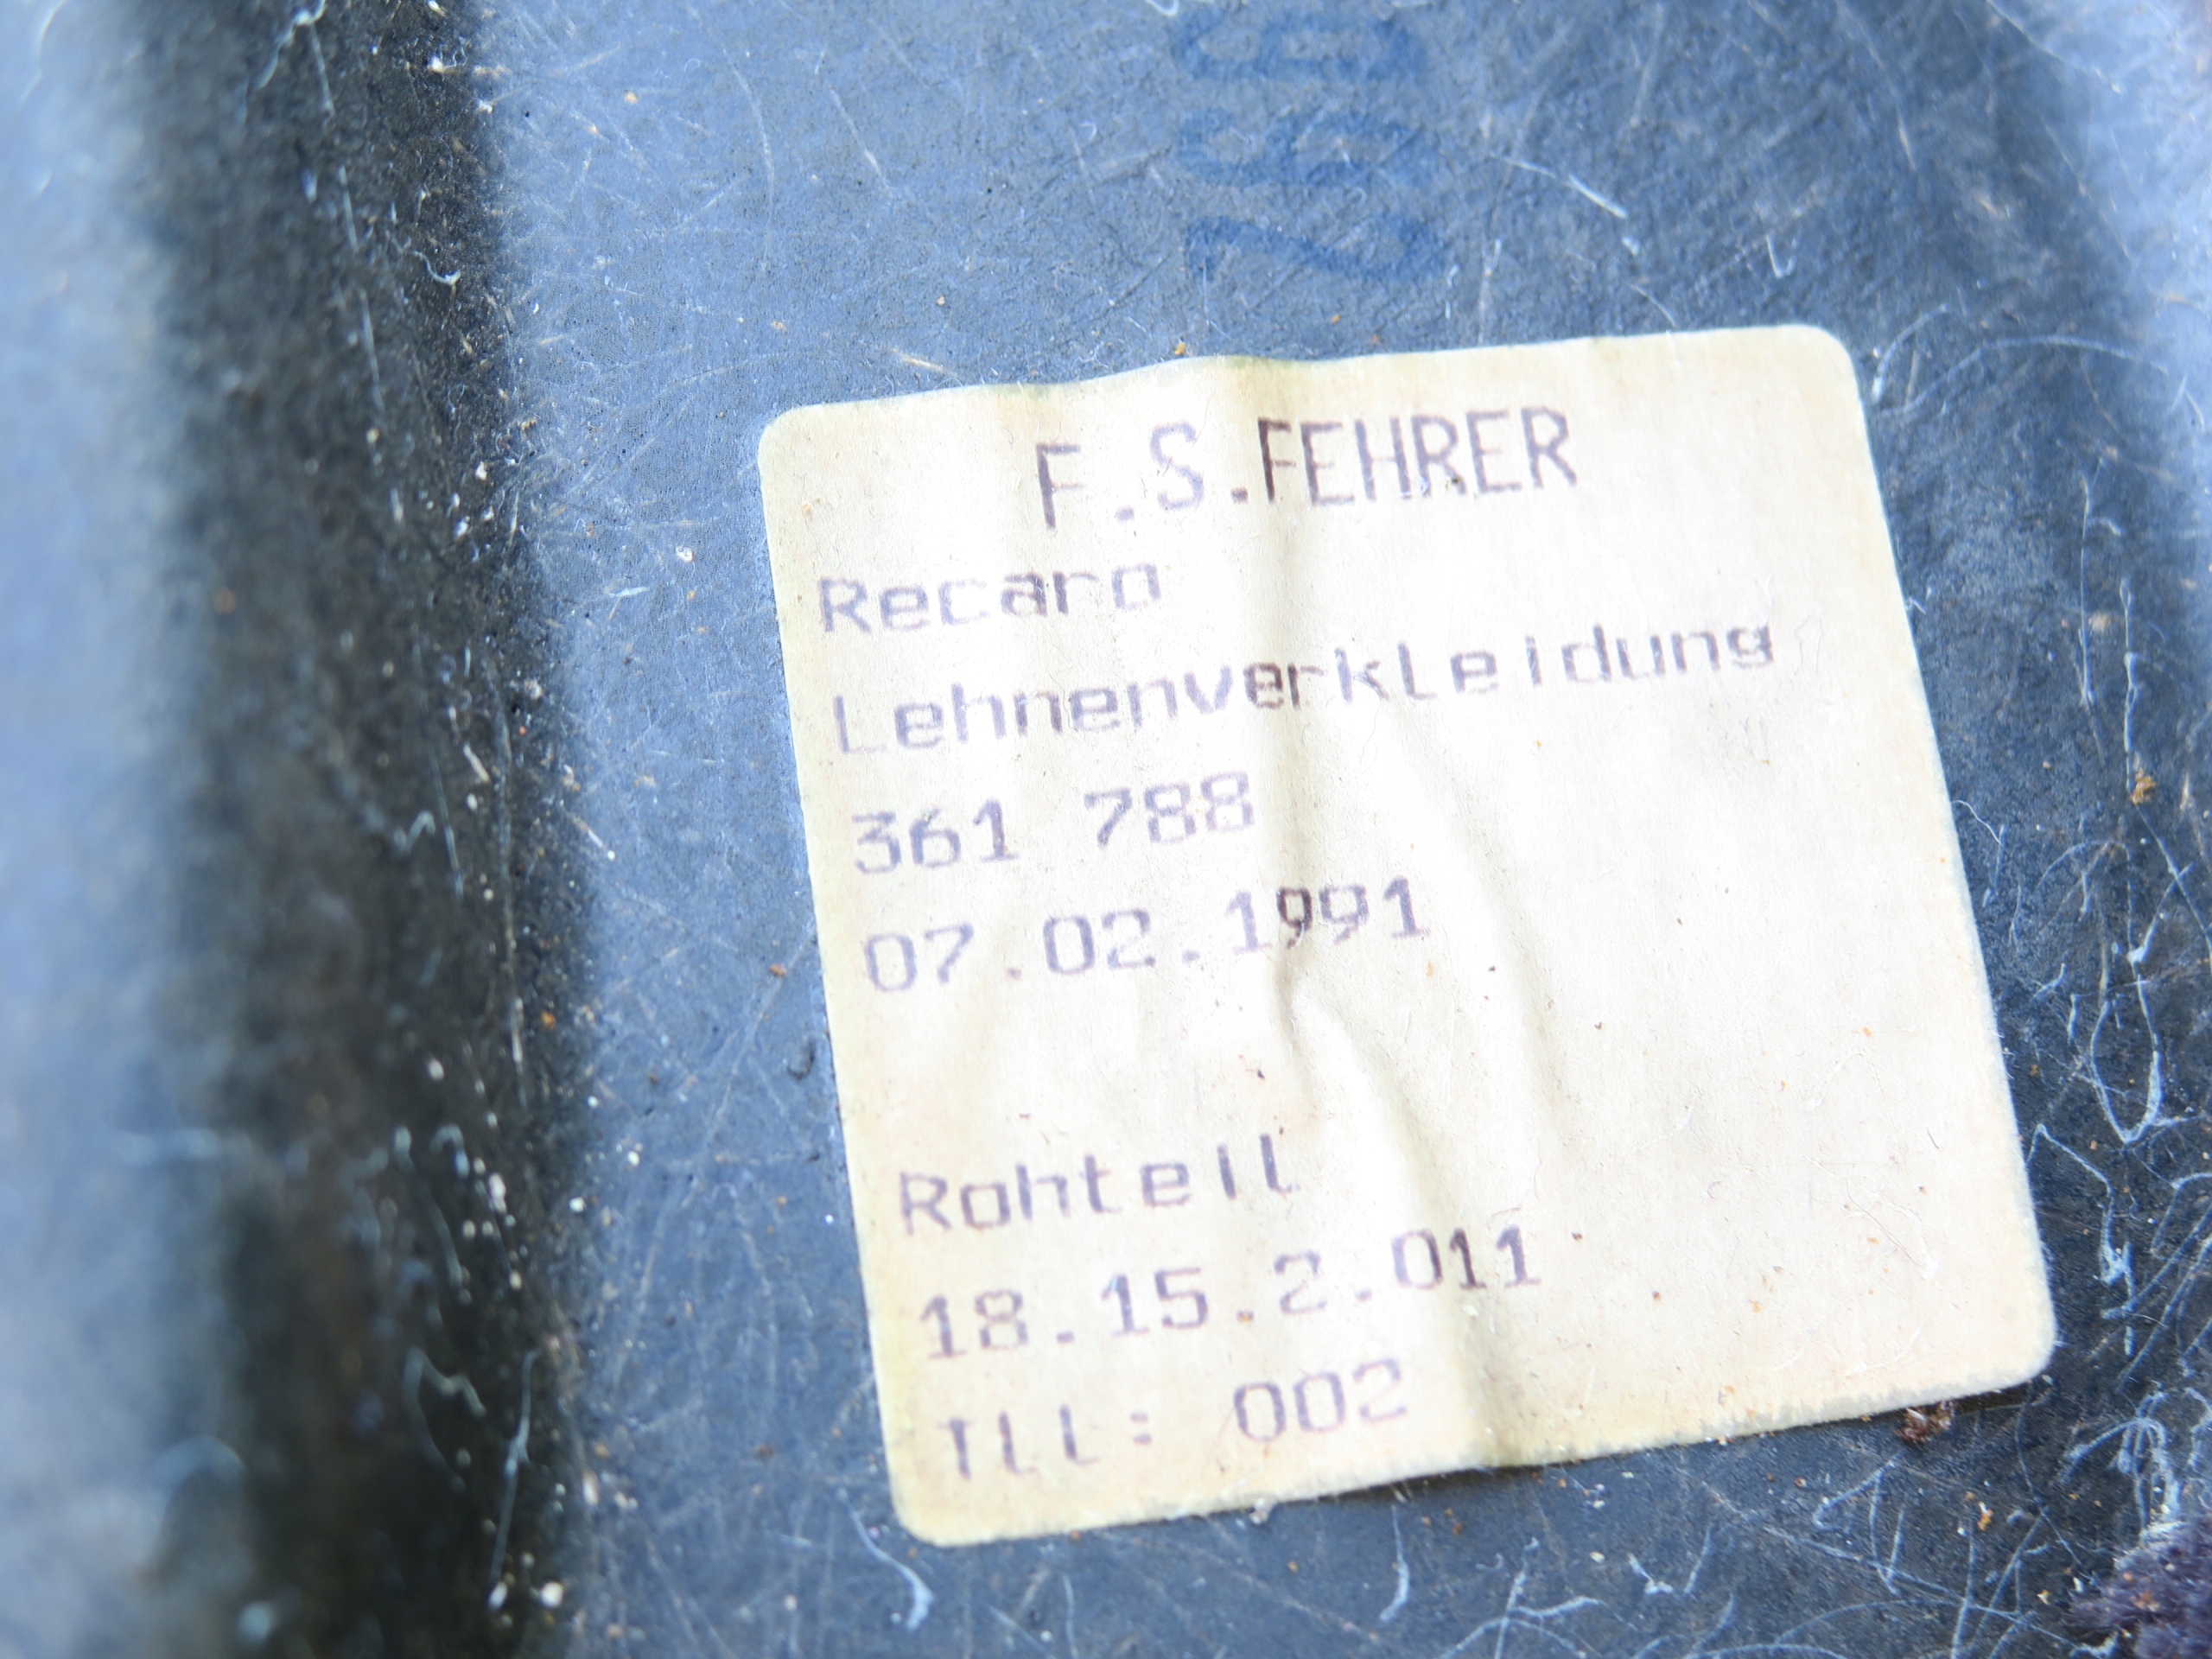 F.S.FEHRER
Recaro
Lehnenverkleidung
361 788
07.02.1991
Rohteil
18.15.2.011
Tll: 002